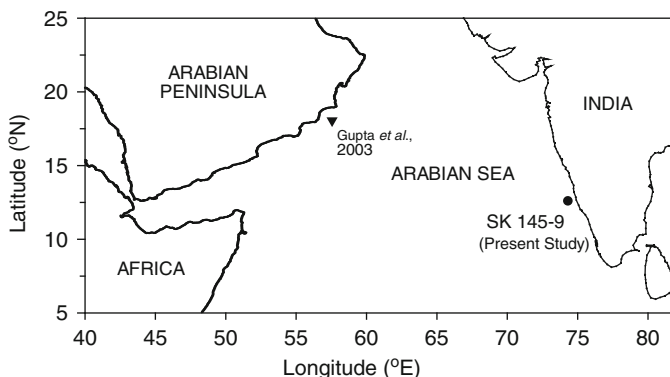 25
20
15
10
5
Latitude (°N)
ARABIAN
PENINSULA
INDIA
Gupta et al.,
2003
ARABIAN SEA
SK 145-9
(Present Study)
AFRICA
40 45 50 55 60 65 70 75 80
Longitude (°E)